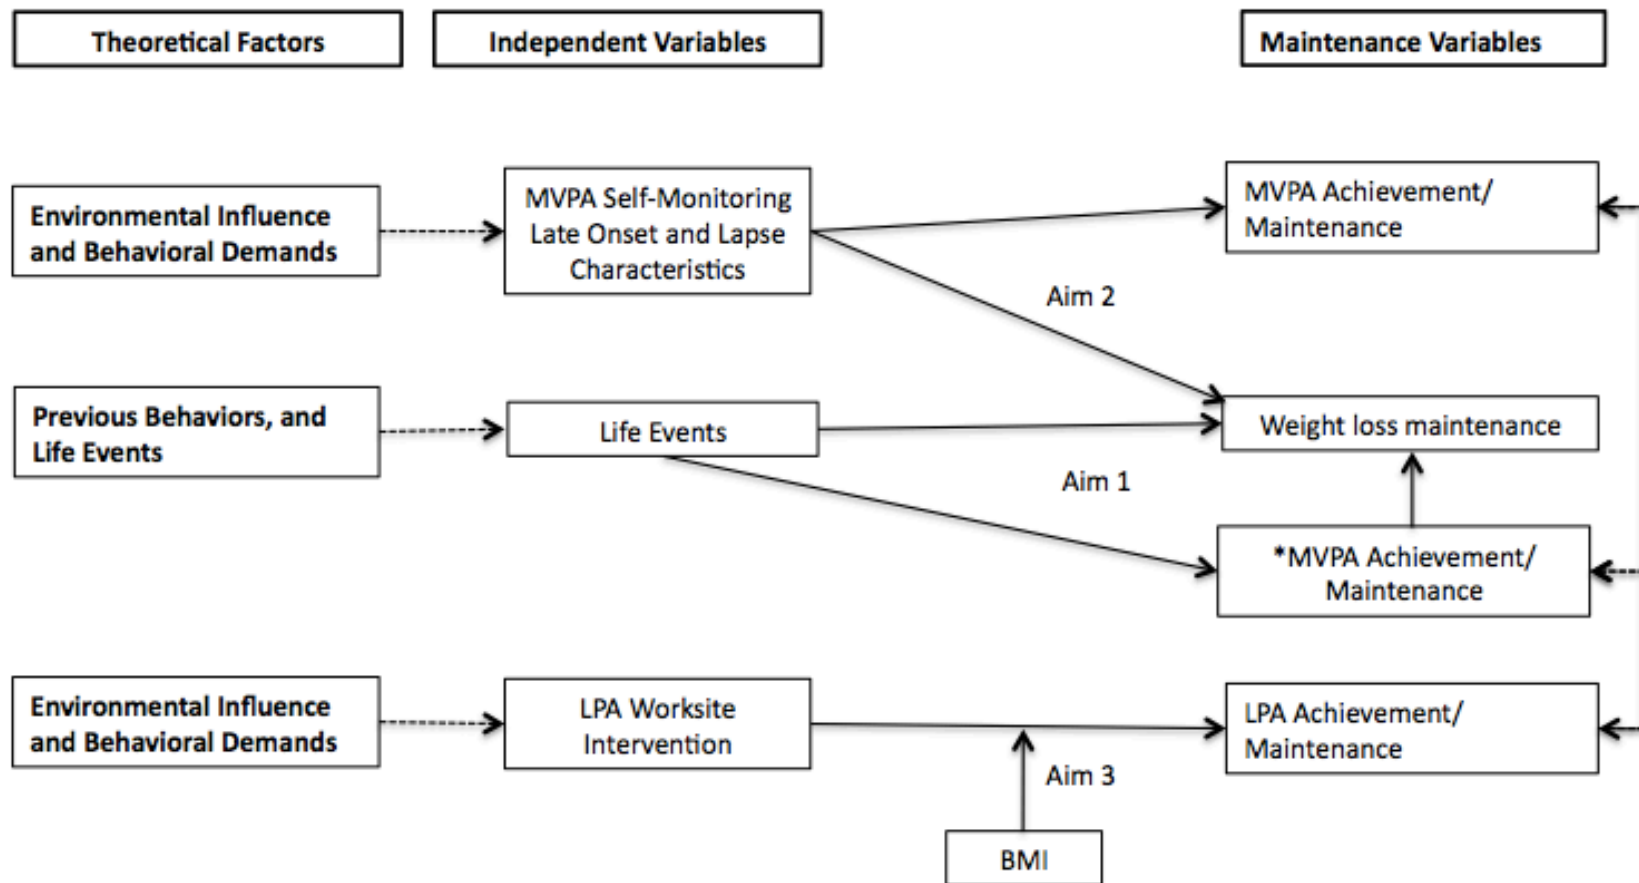 Theoretical Factors
Independent Variables
Maintenance Variables
Environmental Influence
and Behavioral Demands
MVPA Self-Monitoring
Late Onset and Lapse
Characteristics
MVPA Achievement/
Maintenance
Aim 2
Previous Behaviors, and
Life Events
Life Events
Weight loss maintenance
Aim 1
*MVPA Achievement/
Maintenance
Environmental Influence
and Behavioral Demands
LPA Worksite
Intervention
LPA Achievement/
Maintenance
Aim 3
BMI